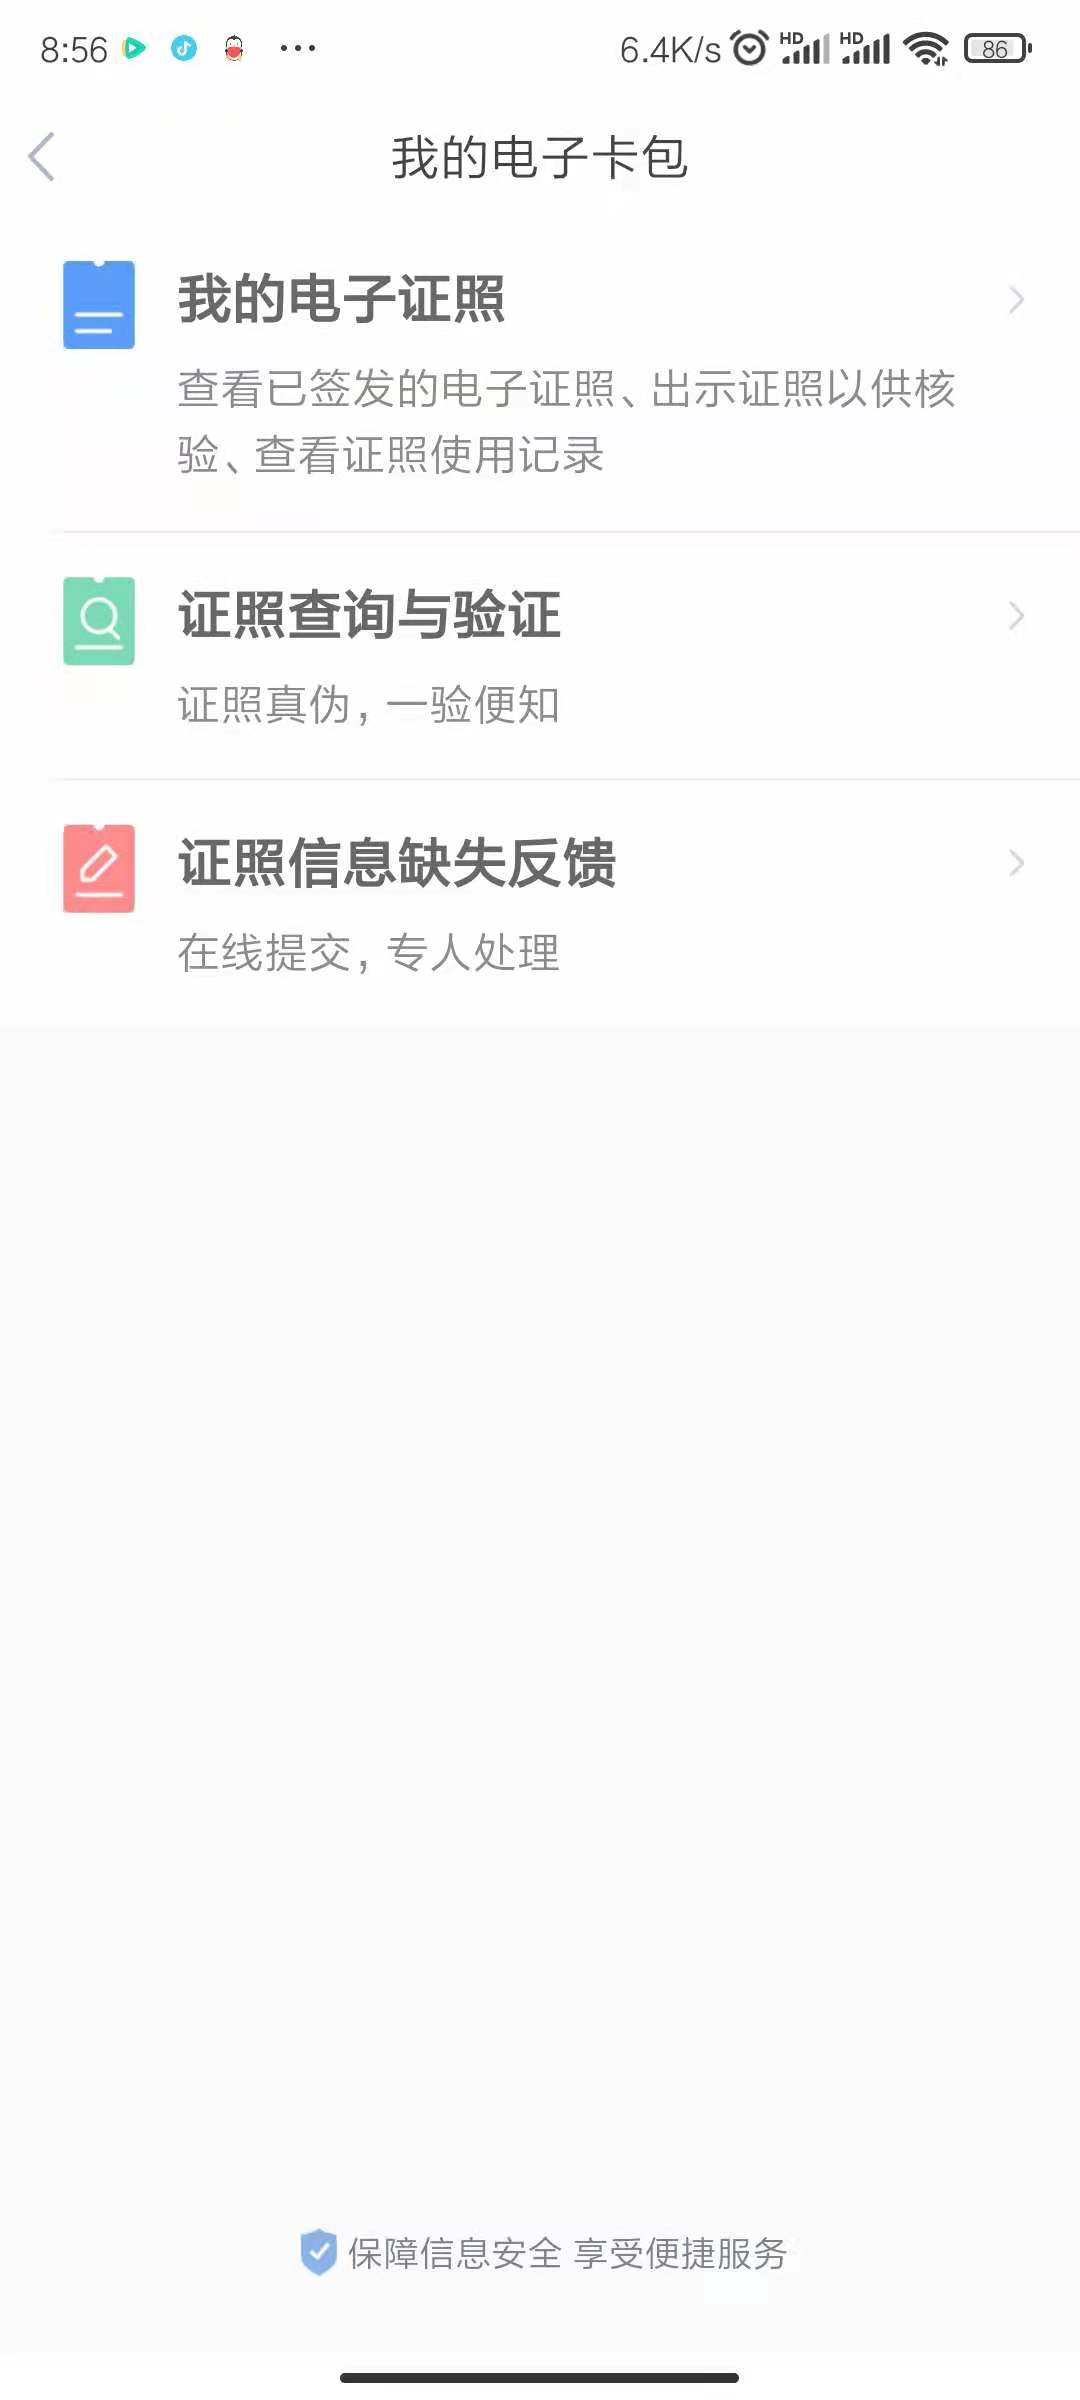 8:56 ... 6.4K/s HD HD 86
我的电子卡包
我的电子证照
查看已签发的电子证照、出示证照以供核
验、查看证照使用记录
证照查询与验证
证照真伪，一验便知
证照信息缺失反馈
在线提交，专人处理
保障信息安全 享受便捷服务